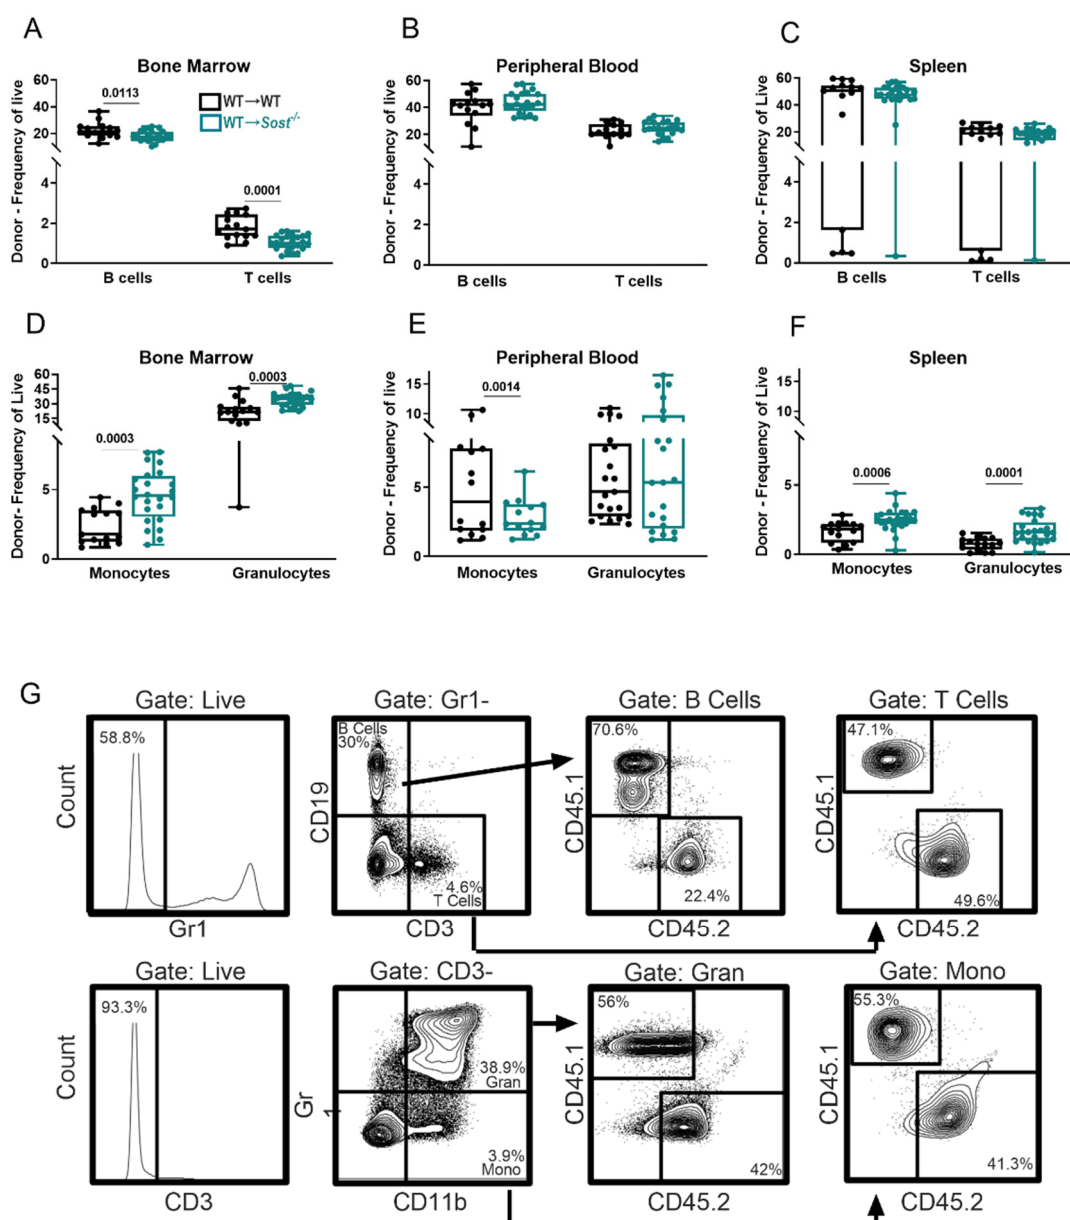 A
B
C
Bone Marrow
Peripheral Blood
Spleen
Donor - Frequency of live
60
40
20
4
2
0
0.0113
0.0001
WT→WT
WT→Sost-/-
B cells
T cells
Donor - Frequency of live
60
40
20
4
2
0
B cells
T cells
Donor - Frequency of Live
60
40
20
4
2
0
B cells
T cells
D
E
F
Bone Marrow
Peripheral Blood
Spleen
Donor- Frequency of Live
60
45
30
15
5
0
0.0003
0.0003
Monocytes
Granulocytes
Donor - Frequency of live
15
10
5
0
0.0014
Monocytes
Granulocytes
Donor - Frequency of Live
15
10
5
0
0.0006
0.0001
Monocytes
Granulocytes
G
Gate: Live
Gate: Gr1-
Gate: B Cells
Gate: T Cells
58.8%
Count
Gr1
B Cells
30%
CD19
4.6%
T Cells
CD3
70.6%
CD45.1
22.4%
CD45.2
47.1%
CD45.1
49.6%
CD45.2
Gate: Live
Gate: CD3-
Gate: Gran
Gate: Mono
93.3%
Count
CD3
Gr
1
38.9%
Gran
3.9%
Mono
CD11b
56%
CD45.1
42%
CD45.2
55.3%
CD45.1
41.3%
CD45.2